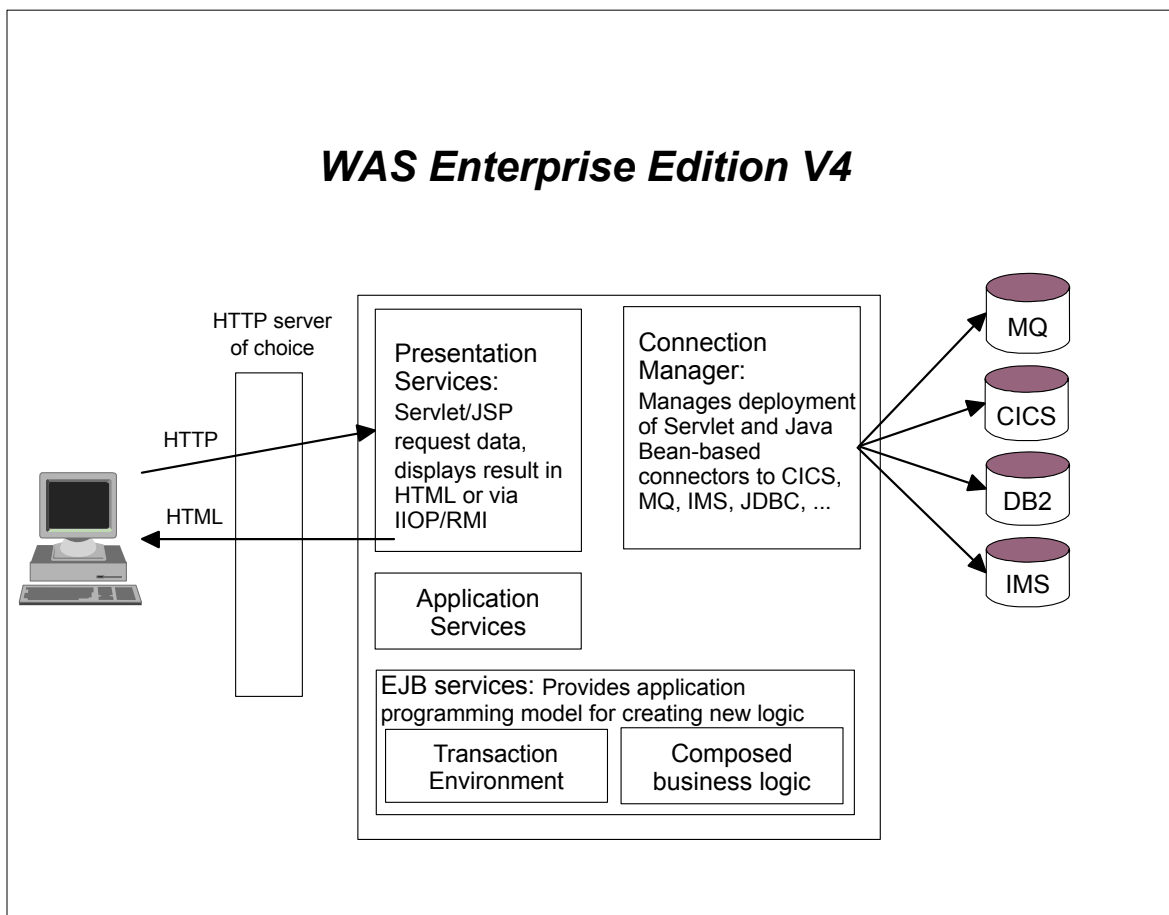 WAS Enterprise Edition V4
HTTP server
of choice
HTTP
HTML
Presentation
Services:
Servlet/JSP
request data,
displays result in
HTML or via
IIOP/RMI
Connection
Manager:
Manages deployment
of Servlet and Java
Bean-based
connectors to CICS,
MQ, IMS, JDBC, ...
MQ
CICS
DB2
IMS
Application
Services
EJB services: Provides application
programming model for creating new logic
Transaction
Environment
Composed
business logic